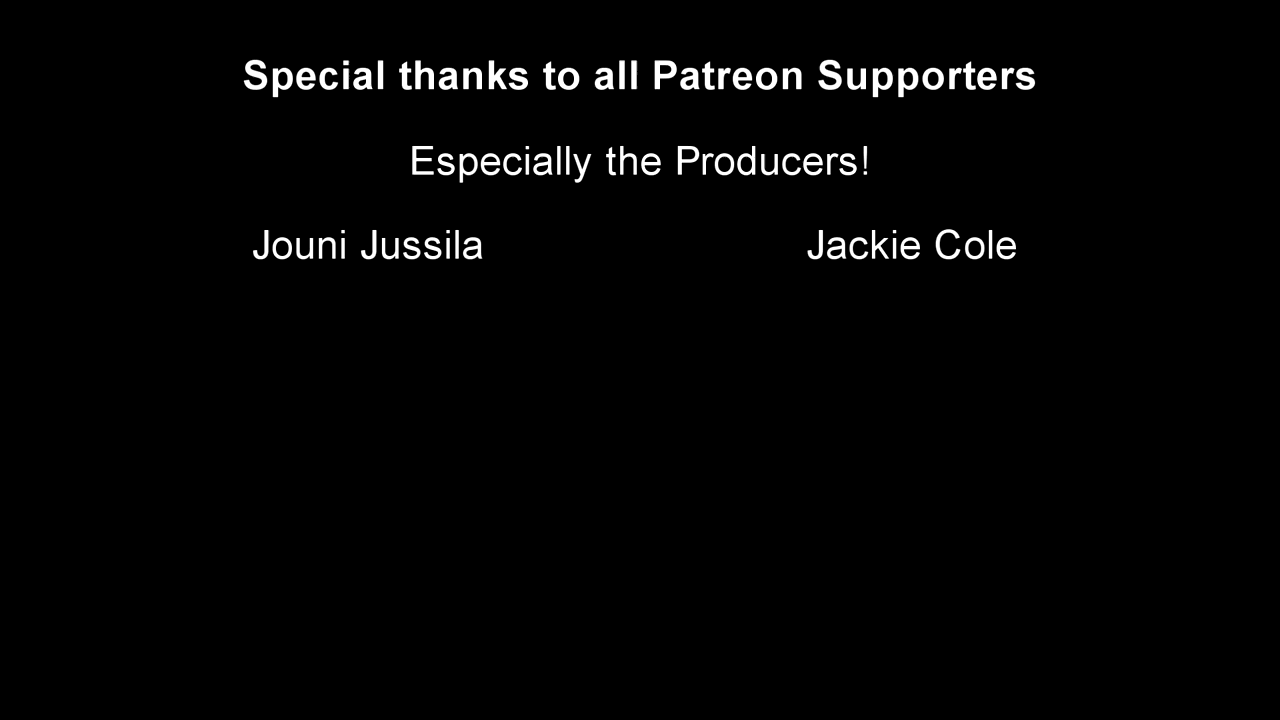 Special thanks to all Patreon Supporters
Especially the Producers!
Jouni Jussila Jackie Cole